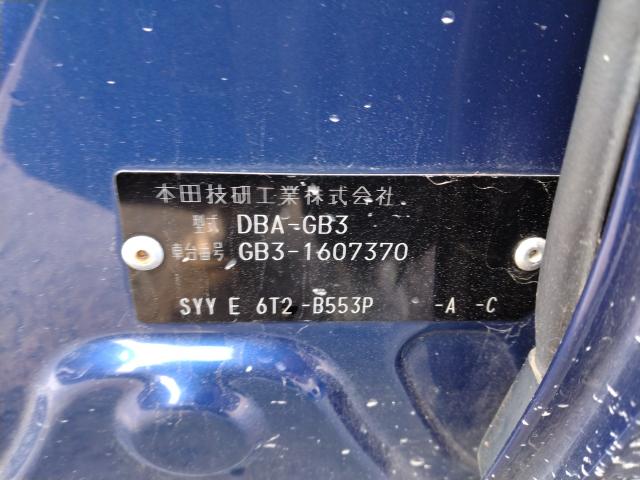 本田技研工業株式会社
型式 DBA-GB3
車台番号 GB3-1607370
SYY E 6T2-B553P -A -C